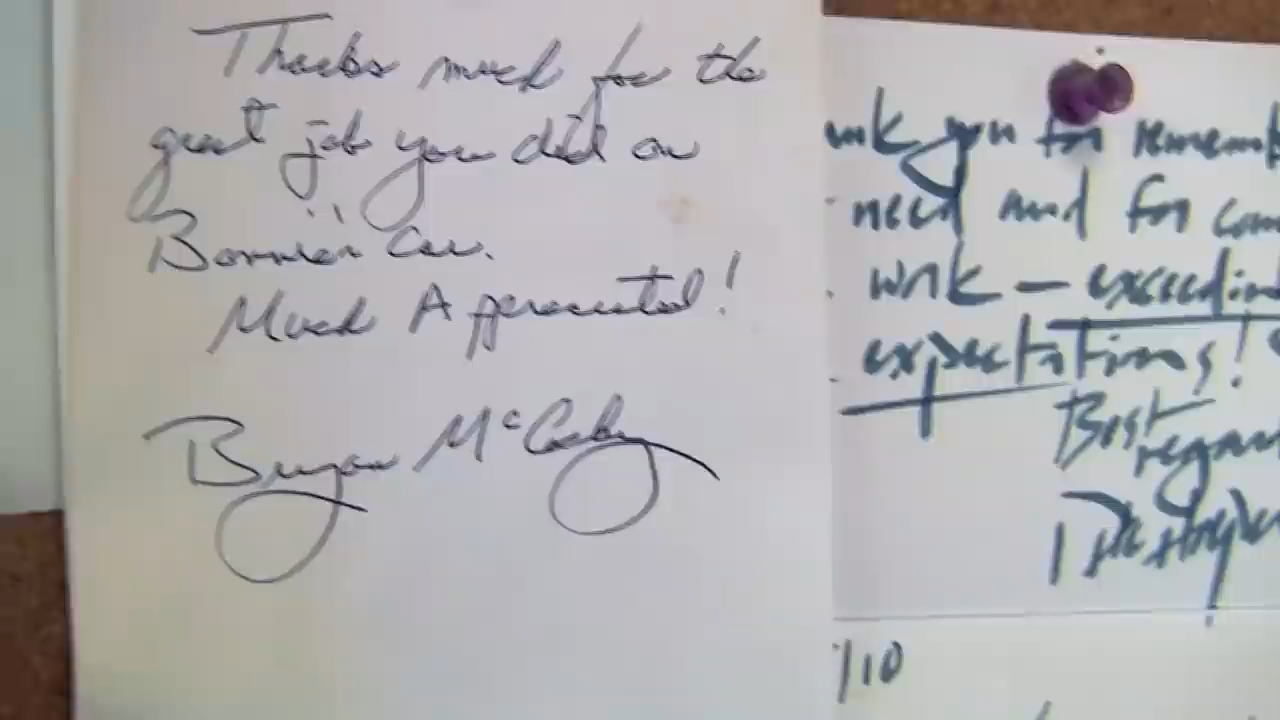 Thanks much for the
great job you did on
Bonnie's Car.
Much Appreciated!
Bryan McCoskey
nk you for rememb
need and for com
work — exceedin
expectations!
Best
regar
/10